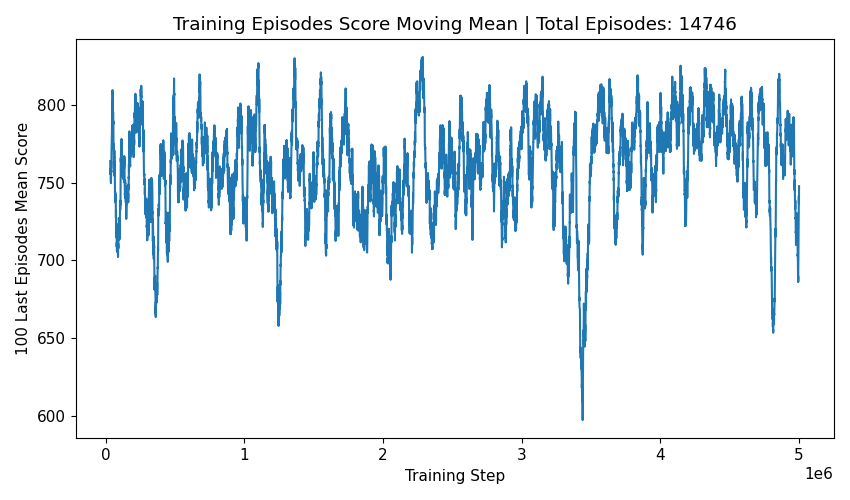 Training Episodes Score Moving Mean | Total Episodes: 14746
100 Last Episodes Mean Score
800
750
700
650
600
0 1 2 3 4 5
1e6
Training Step